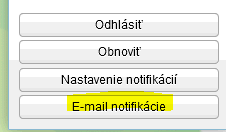 Odhlásiť
Obnoviť
Nastavenie notifikácií
E-mail notifikácie